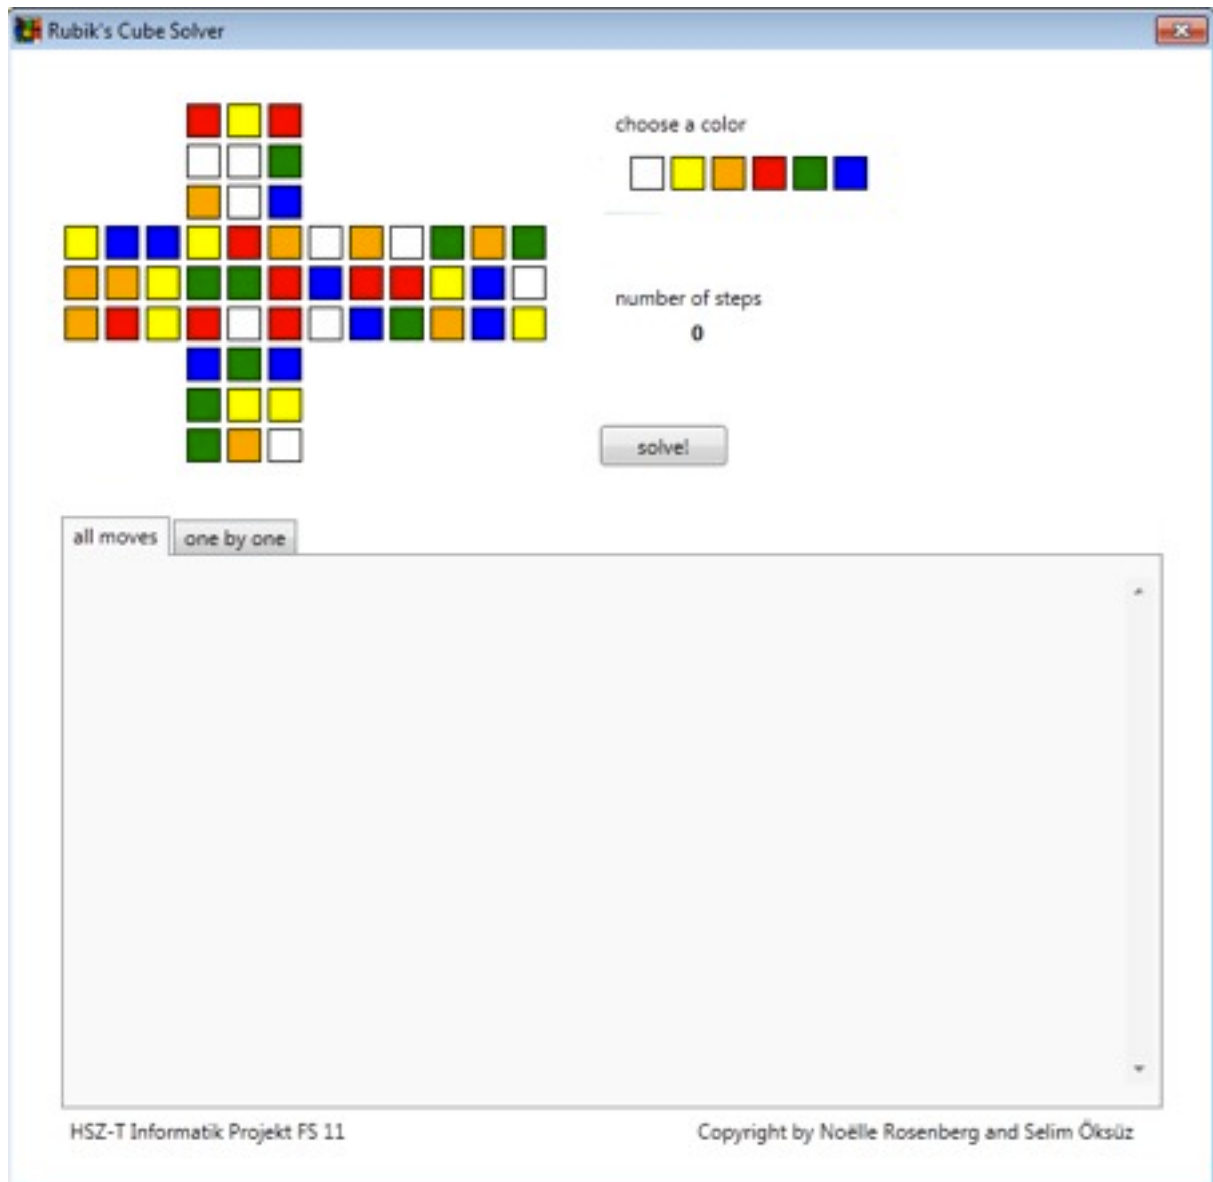 Rubik's Cube Solver
choose a color
number of steps
0
solve!
all moves
one by one
HSZ-T Informatik Projekt FS 11
Copyright by Noëlle Rosenberg and Selim Öksüz